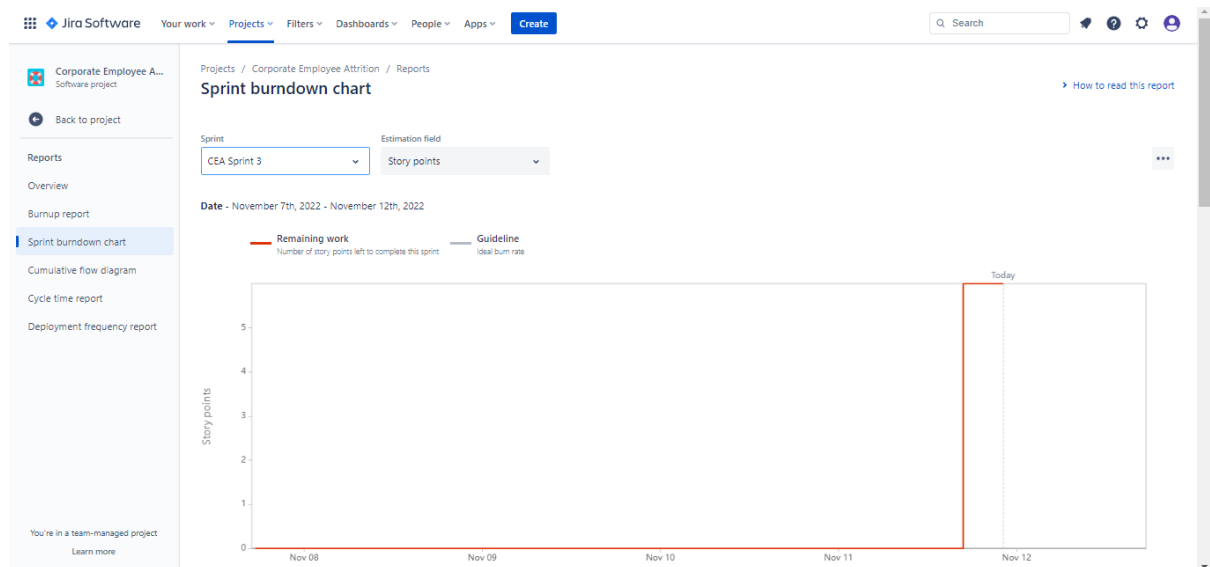 Jira Software Your work Projects Filters Dashboards People Apps Create Search
Corporate Employee A...
Software project
Back to project
Reports
Overview
Burnup report
Sprint burndown chart
Cumulative flow diagram
Cycle time report
Deployment frequency report
You're in a team-managed project
Learn more
Projects / Corporate Employee Attrition / Reports
Sprint burndown chart
How to read this report
Sprint Estimation field
CEA Sprint 3 Story points
Date - November 7th, 2022 - November 12th, 2022
Remaining work Guideline
Number of story points left to complete this sprint Ideal burn rate
Today
Story points
5
4
3
2
1
0
Nov 08 Nov 09 Nov 10 Nov 11 Nov 12